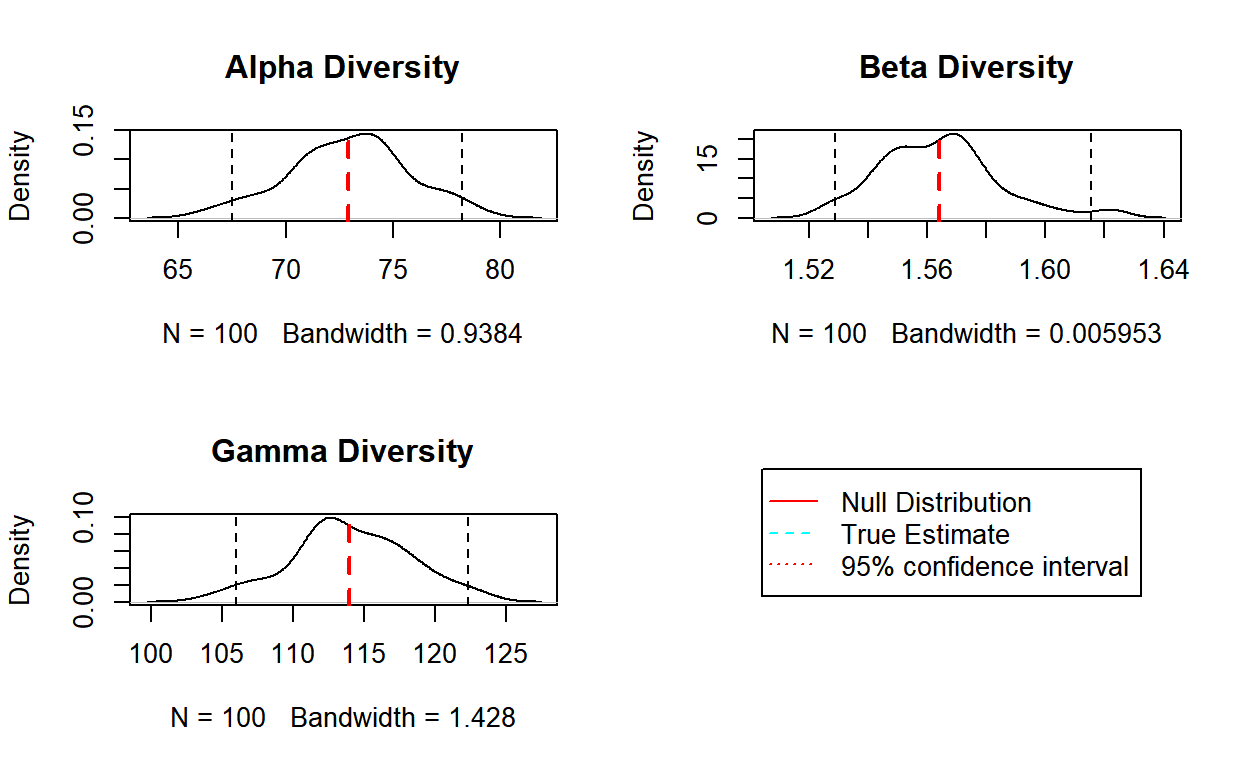 Alpha Diversity
Density
0.00 0.15
65 70 75 80
N = 100 Bandwidth = 0.9384
Beta Diversity
Density
0 15
1.52 1.56 1.60 1.64
N = 100 Bandwidth = 0.005953
Gamma Diversity
Density
0.00 0.10
100 105 110 115 120 125
N = 100 Bandwidth = 1.428
Null Distribution
True Estimate
95% confidence interval